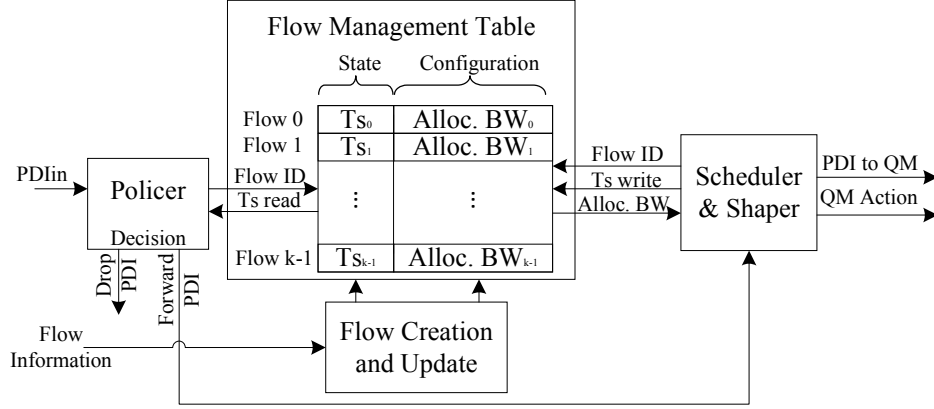 Flow Management Table
State
Configuration
Flow 0
Ts0
Alloc. BW0
Flow 1
Ts1
Alloc. BW1
Flow k-1
Tsk-1
Alloc. BWk-1
PDIin
Policer
Decision
Flow ID
Ts read
Drop
PDI
Forward
PDI
Flow ID
Ts write
Alloc. BW
Scheduler
& Shaper
PDI to QM
QM Action
Flow
Information
Flow Creation
and Update